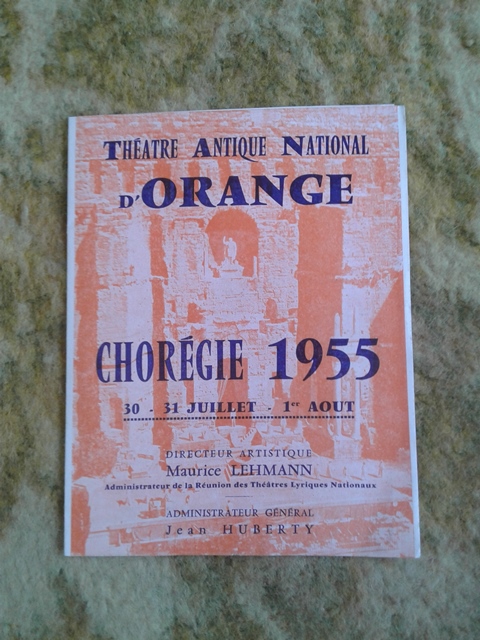 THÉATRE ANTIQUE NATIONAL
D'ORANGE
CHORÉGIE 1955
30 - 31 JUILLET - 1er AOUT
DIRECTEUR ARTISTIQUE
Maurice LEHMANN
Administrateur de la Réunion des Théâtres Lyriques Nationaux
ADMINISTRATEUR GÉNÉRAL
Jean HUBERTY